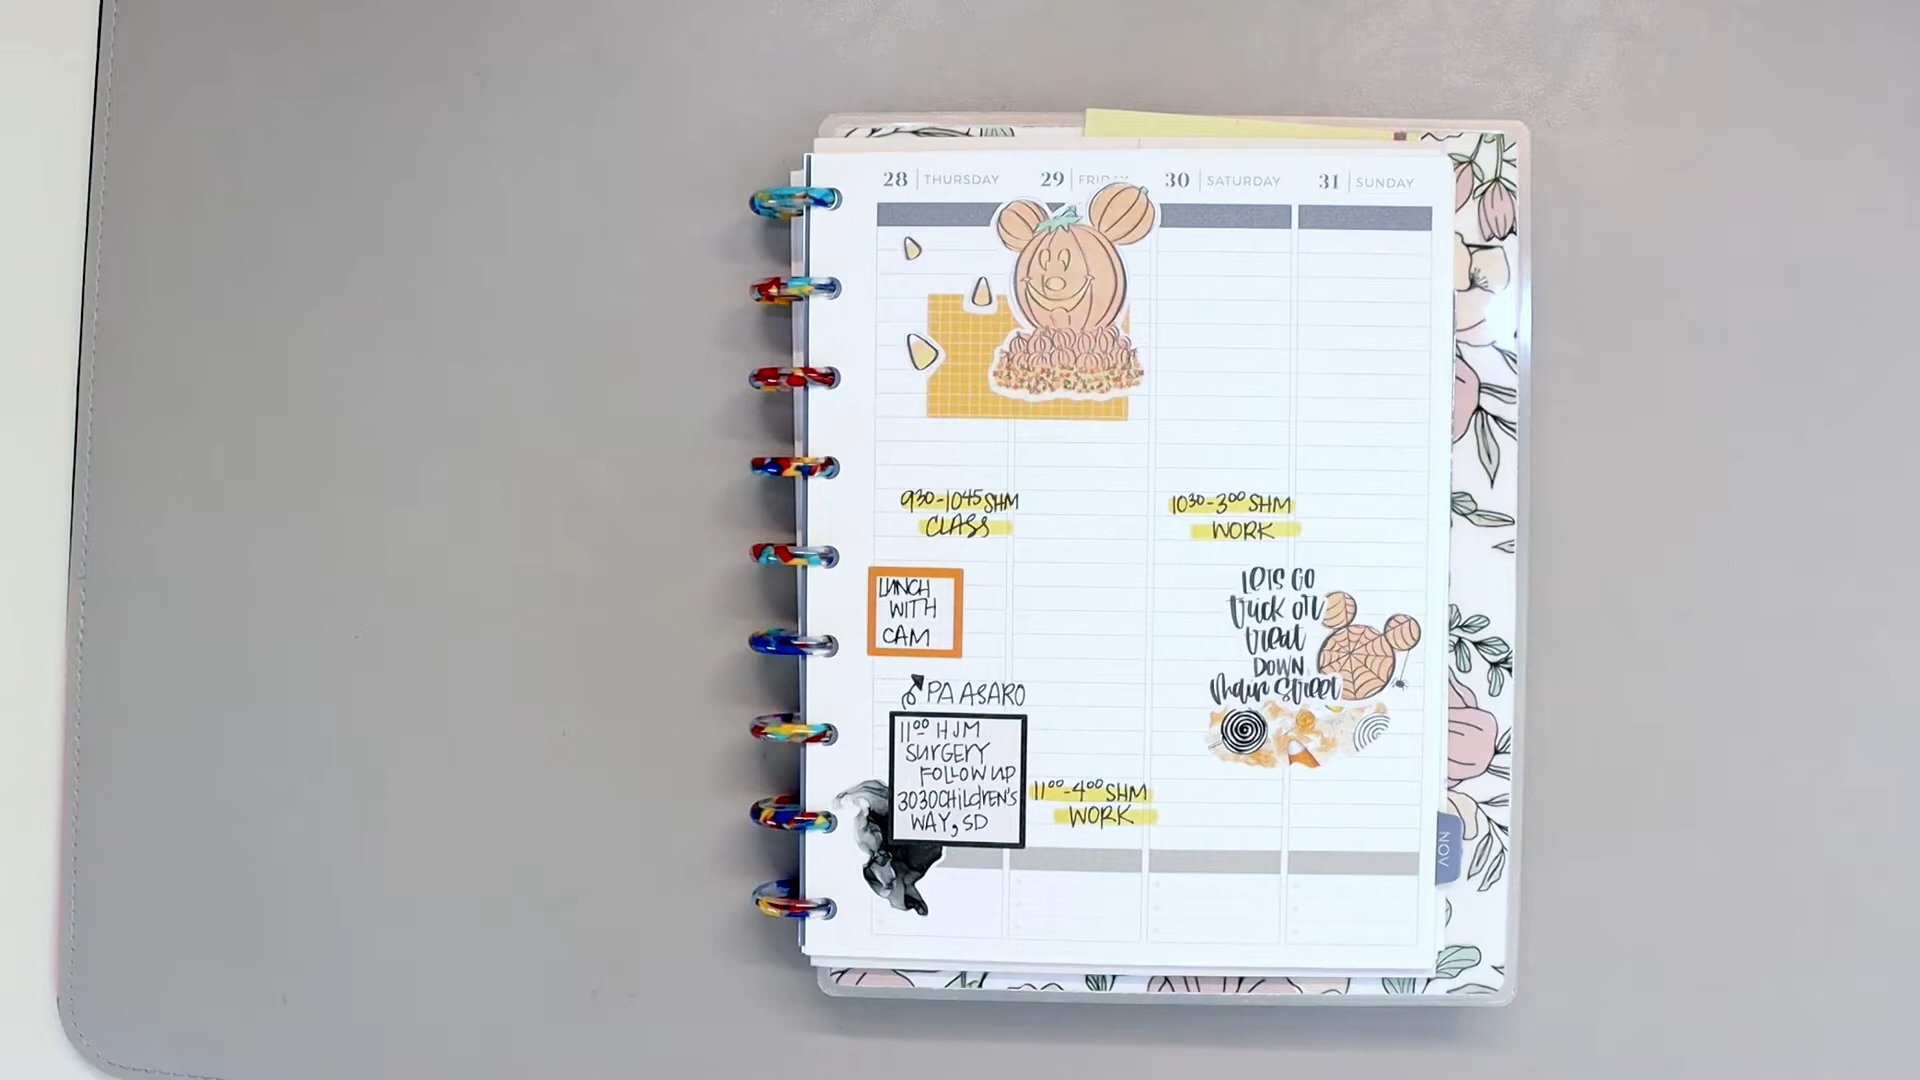 28 | THURSDAY
29 | FRIDAY
30 | SATURDAY
31 | SUNDAY
930-1045 SHM
CLASS
LUNCH
WITH
CAM
PA ASARO
1100 HJM
SURGERY
FOLLOW UP
3030 CHILDREN'S
WAY, SD
1100-400 SHM
WORK
1030-300 SHM
WORK
LETS GO
trick or
treat
DOWN
Main Street
NOV